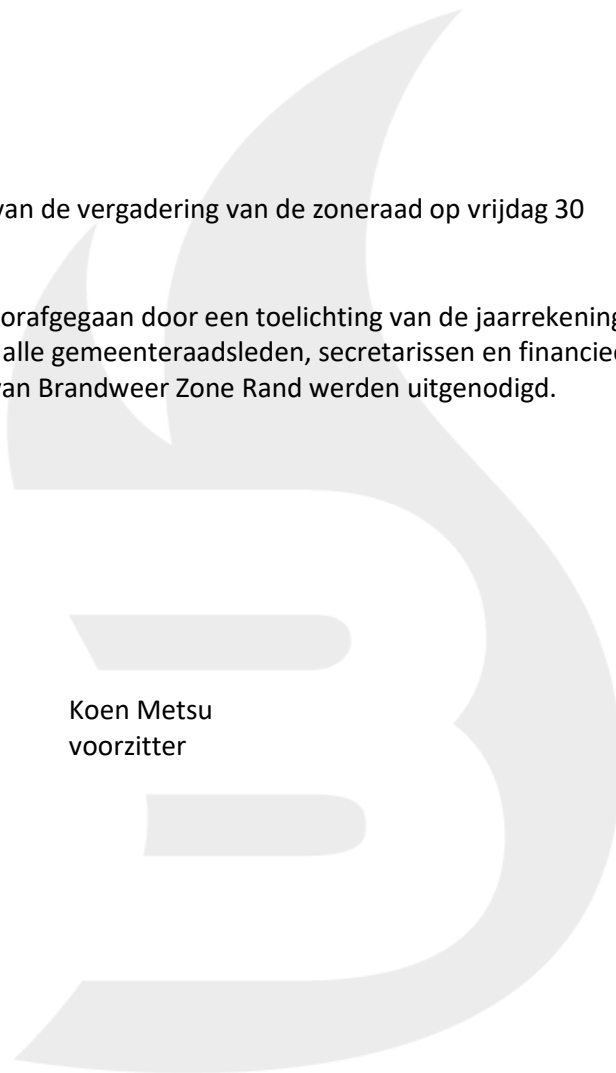 van de vergadering van de zoneraad op vrijdag 30
orafgegaan door een toelichting van de jaarrekening
alle gemeenteraadsleden, secretarissen en financiee
van Brandweer Zone Rand werden uitgenodigd.
Koen Metsu
voorzitter